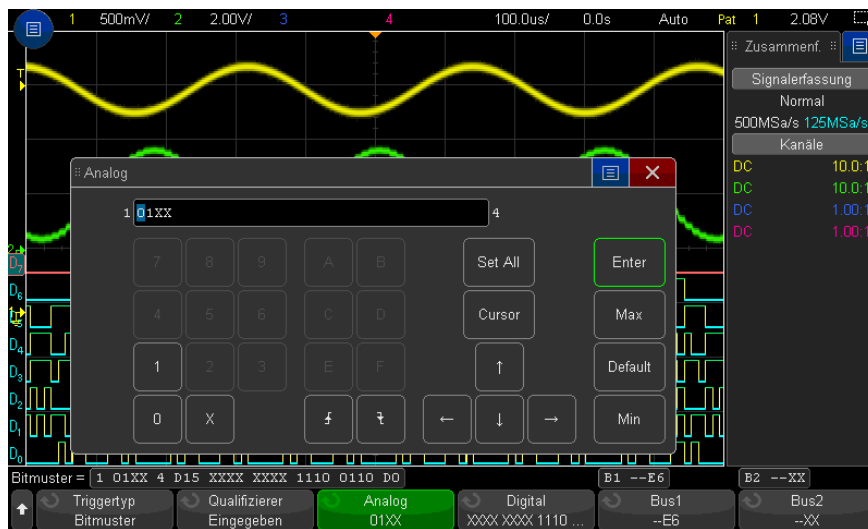 1 500mV/ 2 2.00V/ 3 4 100.0us/ 0.0s Auto Pat 1 2.08V
Zusammenf.
Signalerfassung
Normal
500MSa/s 125MSa/s
Kanäle
DC 10.0:1
DC 10.0:1
DC 1.00:1
DC 1.00:1
T
Analog
1 01XX 4
7 8 9 A B Set All Enter
4 5 6 C D Cursor Max
1 2 3 E F ↑ Default
0 X ← ↓ → Min
2
D7
D6
D4
D3
D2
D1
D0
Bitmuster = 1 01XX 4 D15 XXXX XXXX 1110 0110 D0 B1 --E6 B2 --XX
Triggertyp Qualifizierer Analog Digital Bus1 Bus2
Bitmuster Eingegeben 01XX XXXX XXXX 1110 ... --E6 --XX